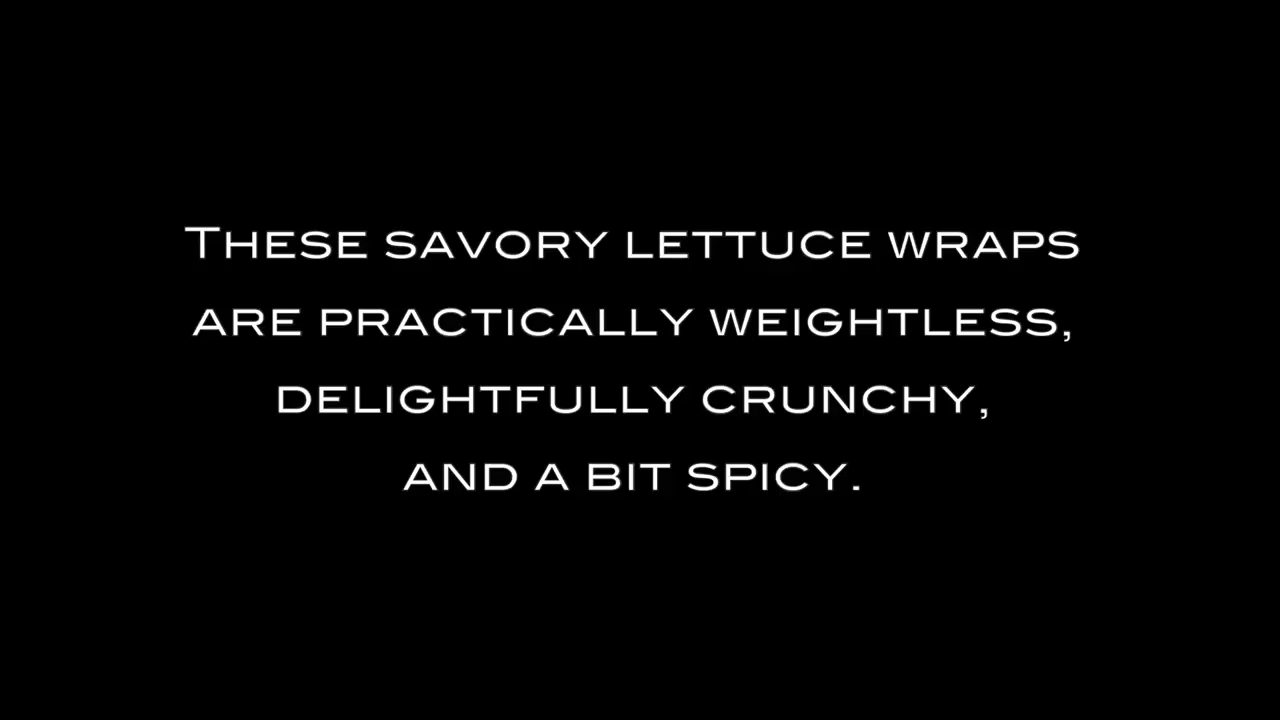 These savory lettuce wraps
are practically weightless,
delightfully crunchy,
and a bit spicy.